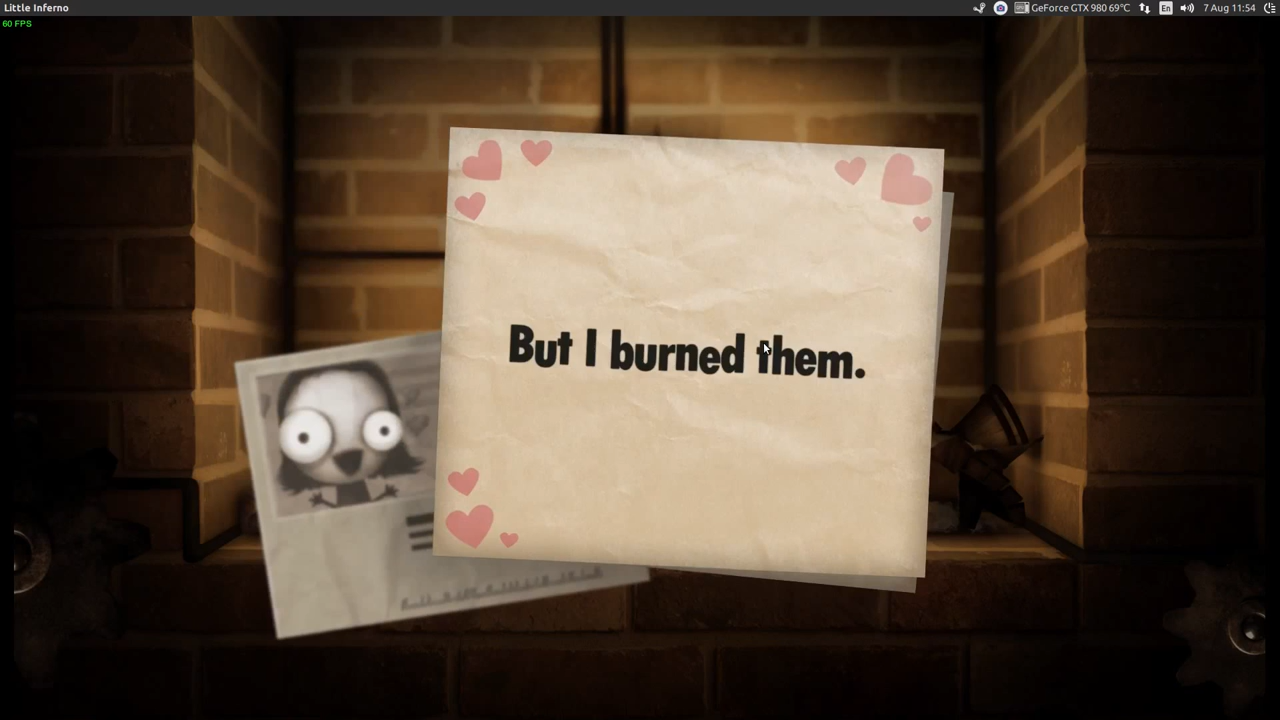 Little Inferno
GeForce GTX 980 69°C
En
7 Aug 11:54
60 FPS
But I burned them.